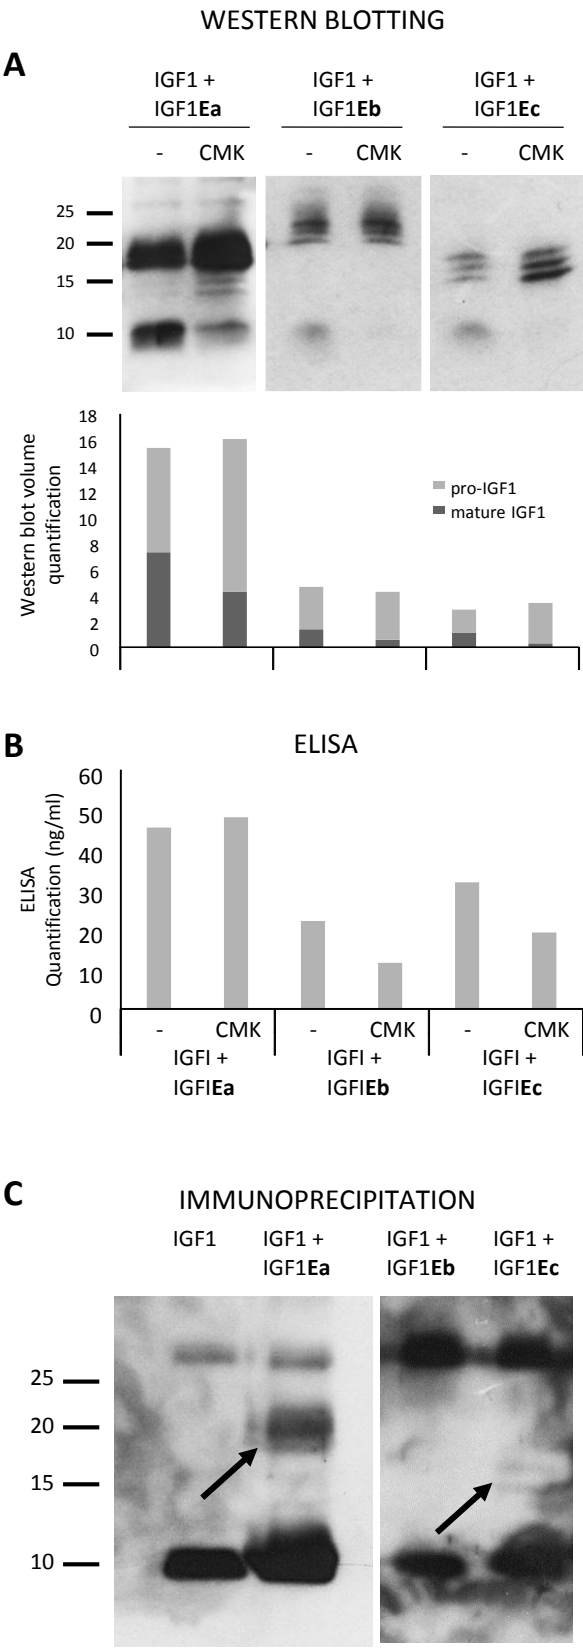 WESTERN BLOTTING
A
IGF1 + IGF1 + IGF1 +
IGF1Ea IGF1Eb IGF1Ec
- CMK - CMK - CMK
25
20
15
10
Western blot volume
quantification
18
16
14
12
10
8
6
4
2
0
pro-IGF1
mature IGF1
B
ELISA
ELISA
Quantification (ng/ml)
60
50
40
30
20
10
0
- CMK - CMK - CMK
IGFI + IGFI + IGFI +
IGFIEa IGFIEb IGFIEc
C
IMMUNOPRECIPITATION
IGF1 IGF1 + IGF1 + IGF1 +
IGF1Ea IGF1Eb IGF1Ec
25
20
15
10